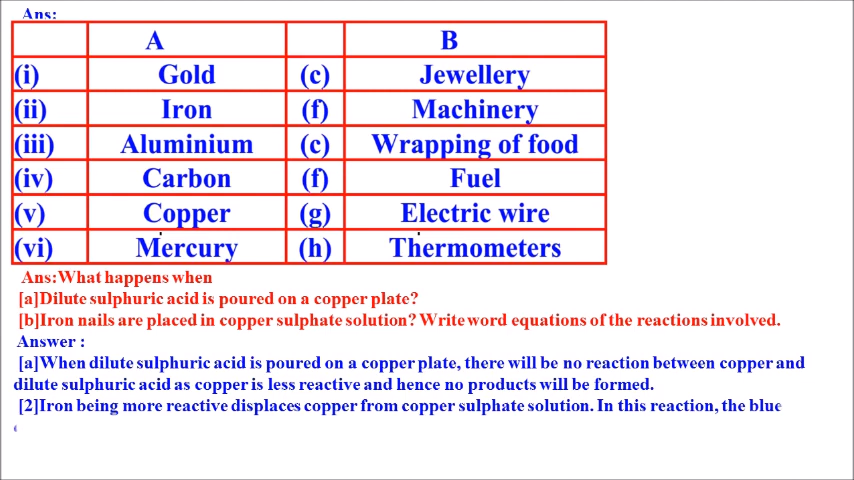 Ans:
A B
(i) Gold (c) Jewellery
(ii) Iron (f) Machinery
(iii) Aluminium (c) Wrapping of food
(iv) Carbon (f) Fuel
(v) Copper (g) Electric wire
(vi) Mercury (h) Thermometers
Ans:What happens when
[a]Dilute sulphuric acid is poured on a copper plate?
[b]Iron nails are placed in copper sulphate solution? Write word equations of the reactions involved.
Answer :
[a]When dilute sulphuric acid is poured on a copper plate, there will be no reaction between copper and
dilute sulphuric acid as copper is less reactive and hence no products will be formed.
[2]Iron being more reactive displaces copper from copper sulphate solution. In this reaction, the blue